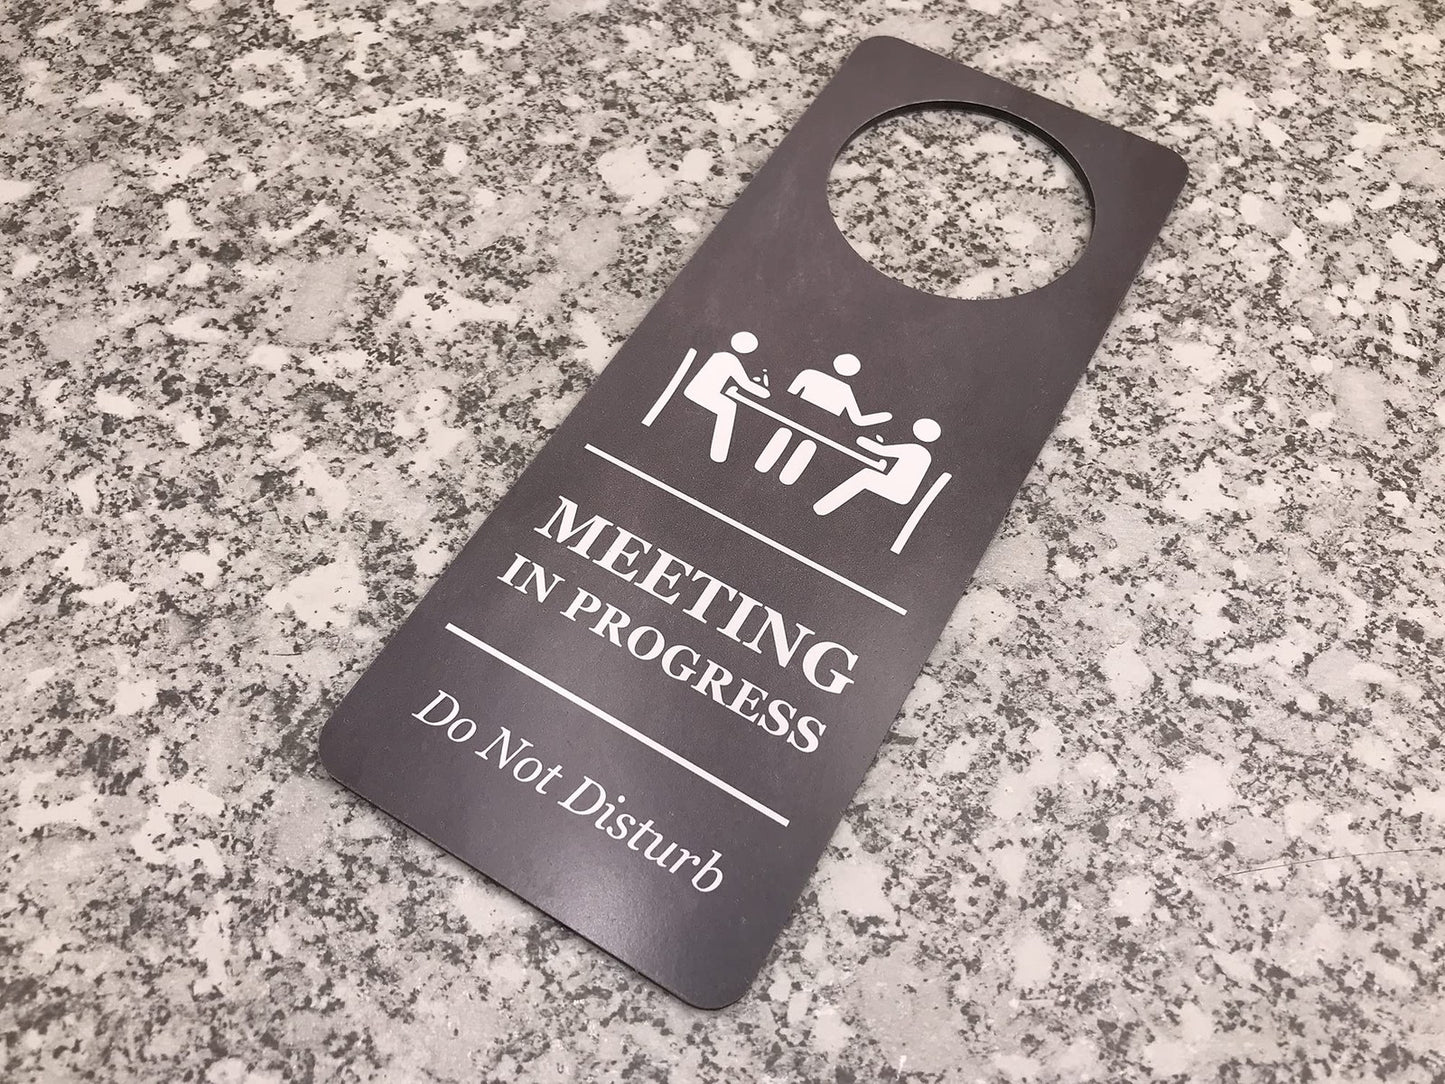 MEETING
IN PROGRESS
Do Not Disturb